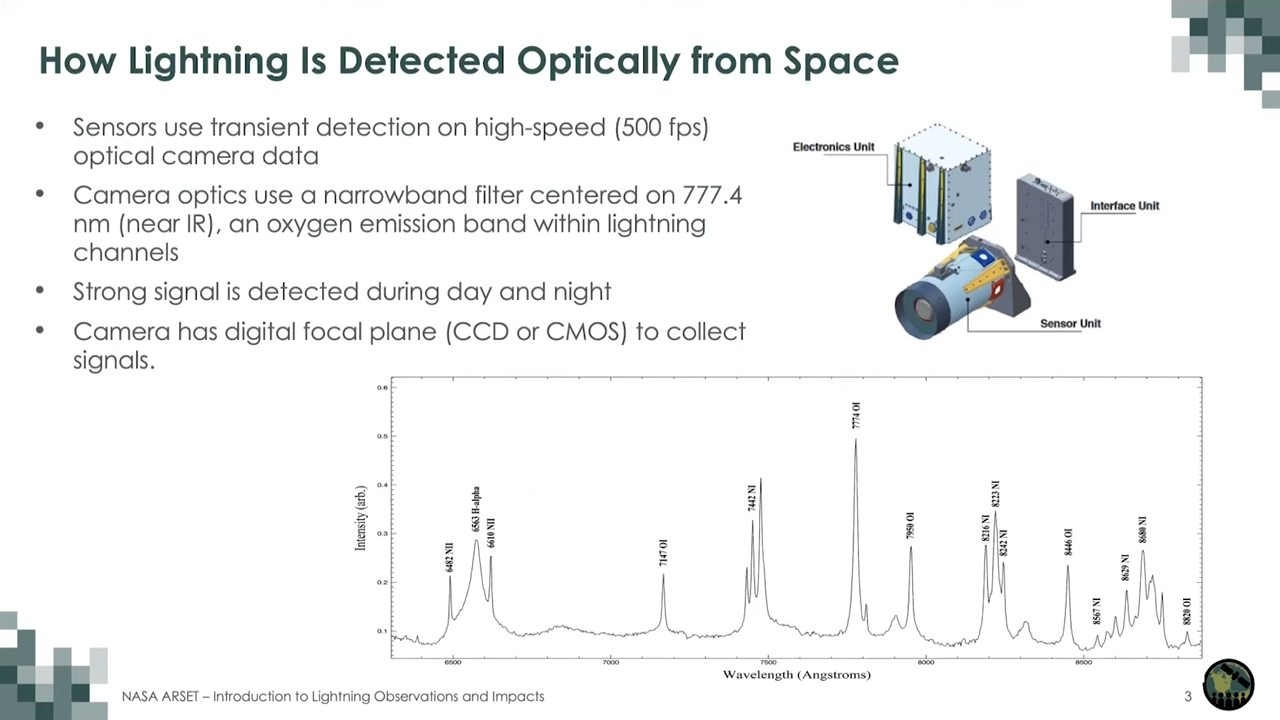 How Lightning Is Detected Optically from Space
• Sensors use transient detection on high-speed (500 fps)
optical camera data
• Camera optics use a narrowband filter centered on 777.4
nm (near IR), an oxygen emission band within lightning
channels
• Strong signal is detected during day and night
• Camera has digital focal plane (CCD or CMOS) to collect
signals.
Electronics Unit
Interface Unit
Sensor Unit
Intensity (arb.)
0.6
0.5
0.4
0.3
0.2
0.1
6482 NII
6563 H-alpha
6610 NII
7147 OI
7442 NI
7774 OI
7950 OI
8216 NI
8223 NI
8242 NI
8446 OI
8567 NI
8629 NI
8680 NI
8820 OI
6500 7000 7500 8000 8500
Wavelength (Angstroms)
NASA ARSET – Introduction to Lightning Observations and Impacts
3